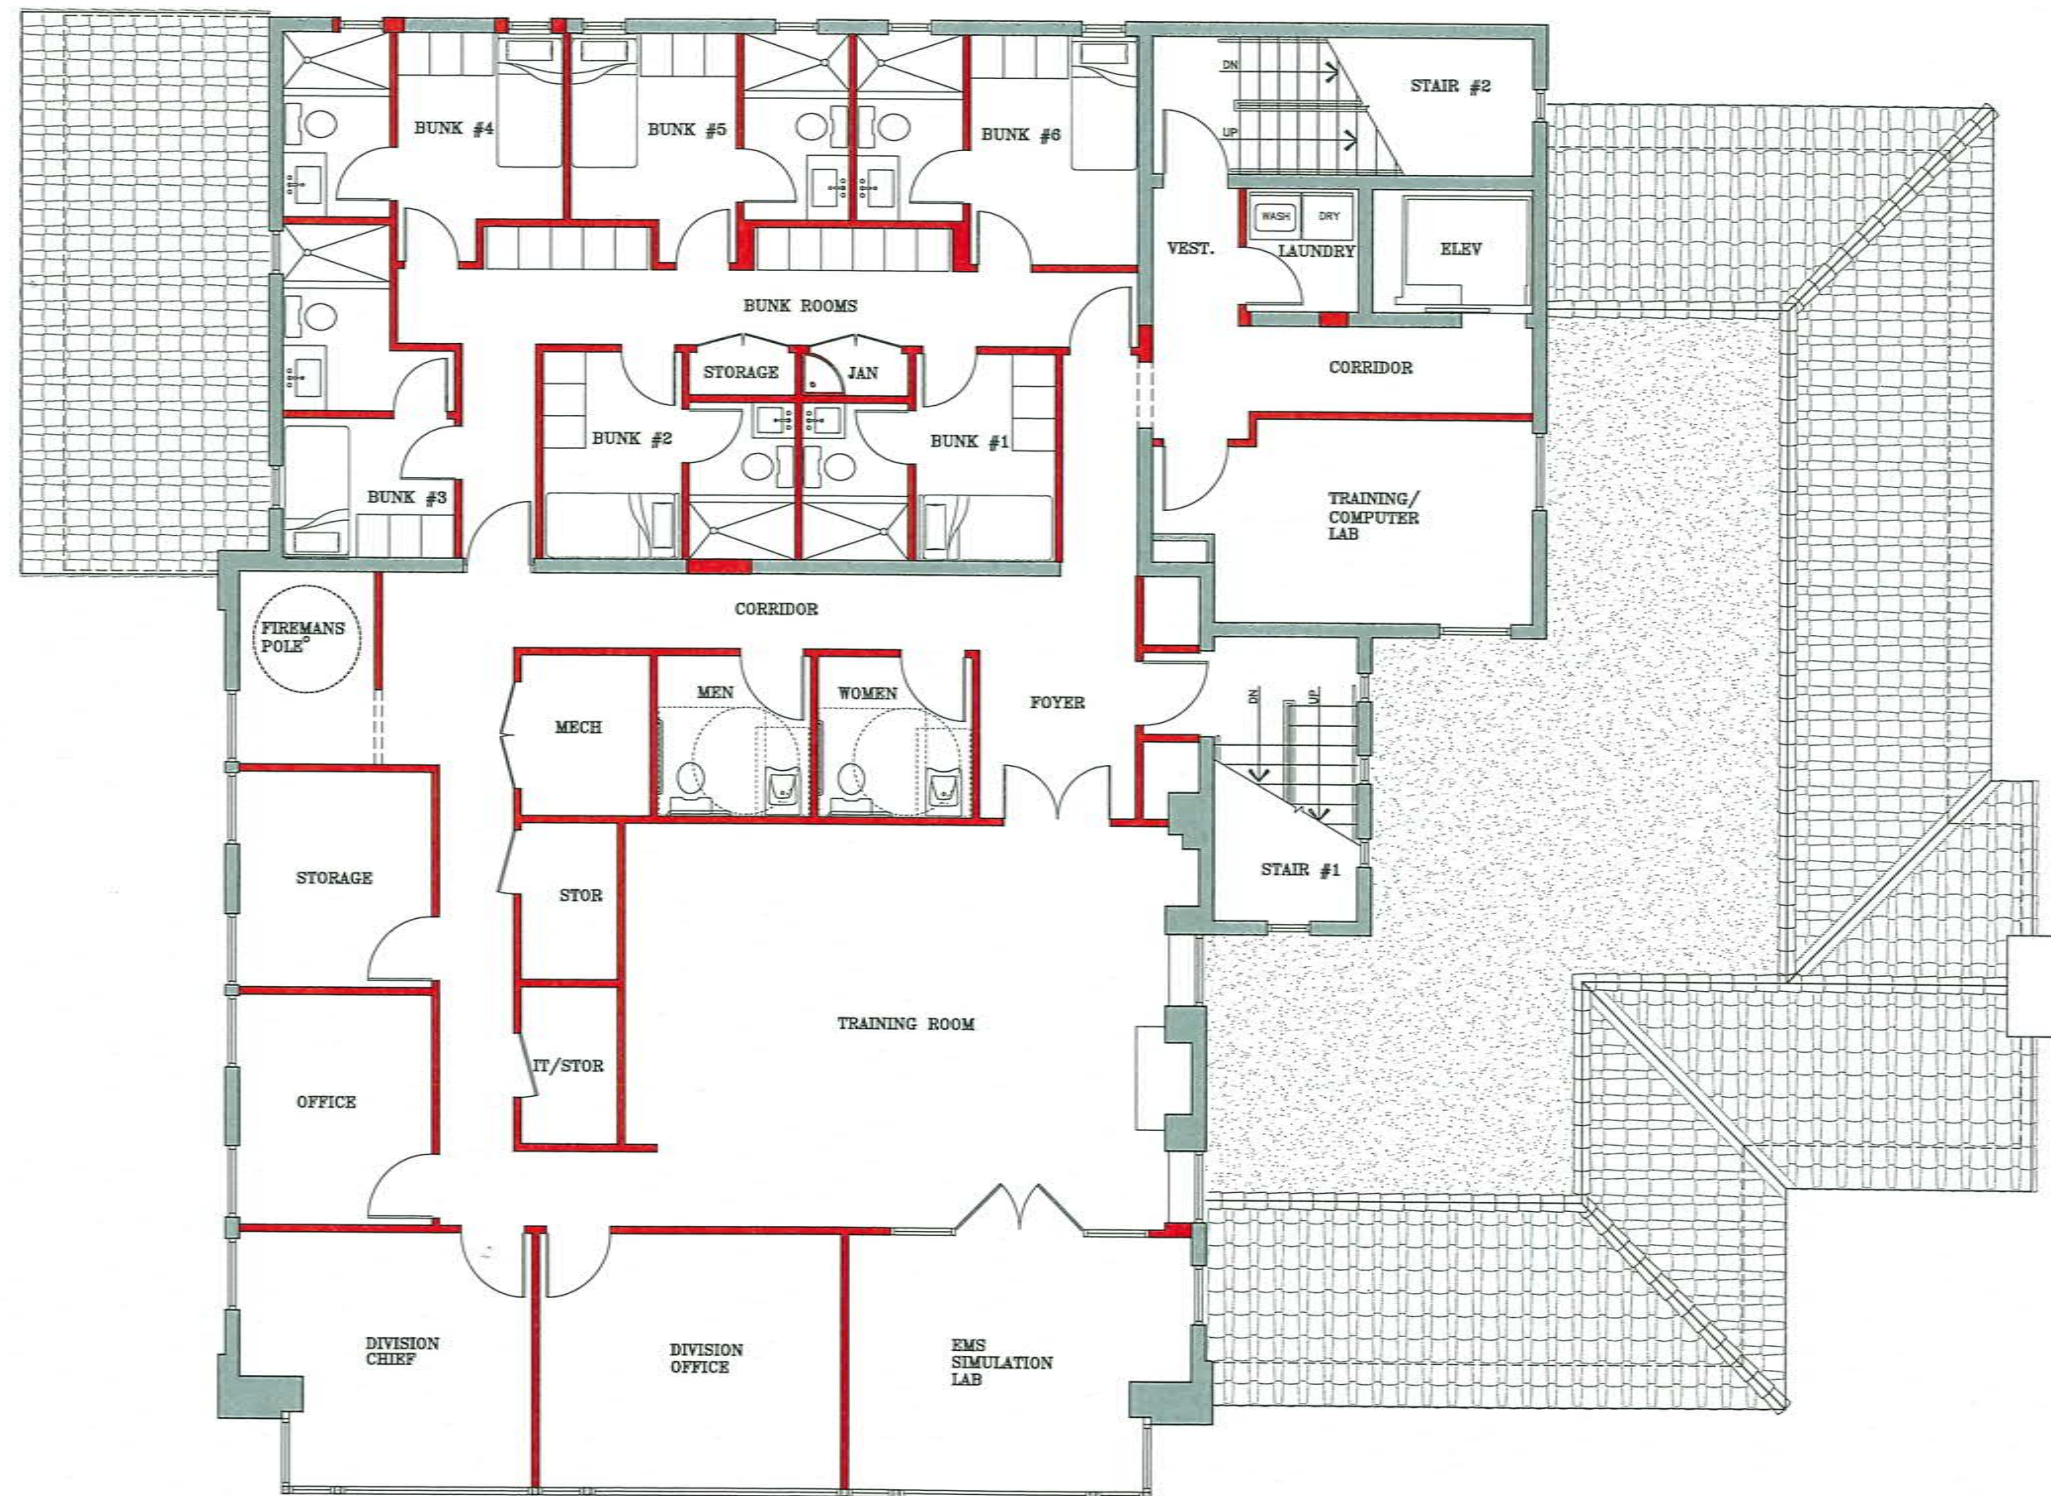 DN
STAIR #2
BUNK #4
BUNK #5
BUNK #6
UP
WASH
DRY
VEST.
LAUNDRY
ELEV
BUNK ROOMS
STORAGE
JAN
CORRIDOR
BUNK #2
BUNK #1
BUNK #3
TRAINING/
COMPUTER
LAB
CORRIDOR
FIREMANS
POLE
MEN
WOMEN
FOYER
DN
UP
MECH
STORAGE
STOR
STAIR #1
TRAINING ROOM
IT/STOR
OFFICE
DIVISION
CHIEF
DIVISION
OFFICE
EMS
SIMULATION
LAB